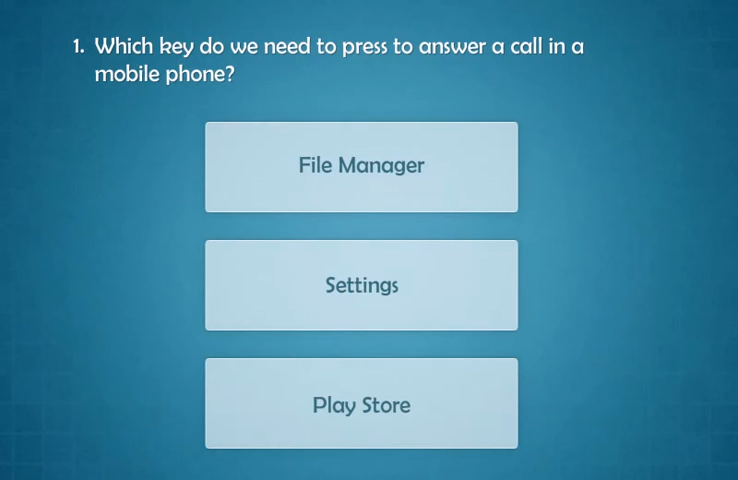 1. Which key do we need to press to answer a call in a
mobile phone?
File Manager
Settings
Play Store